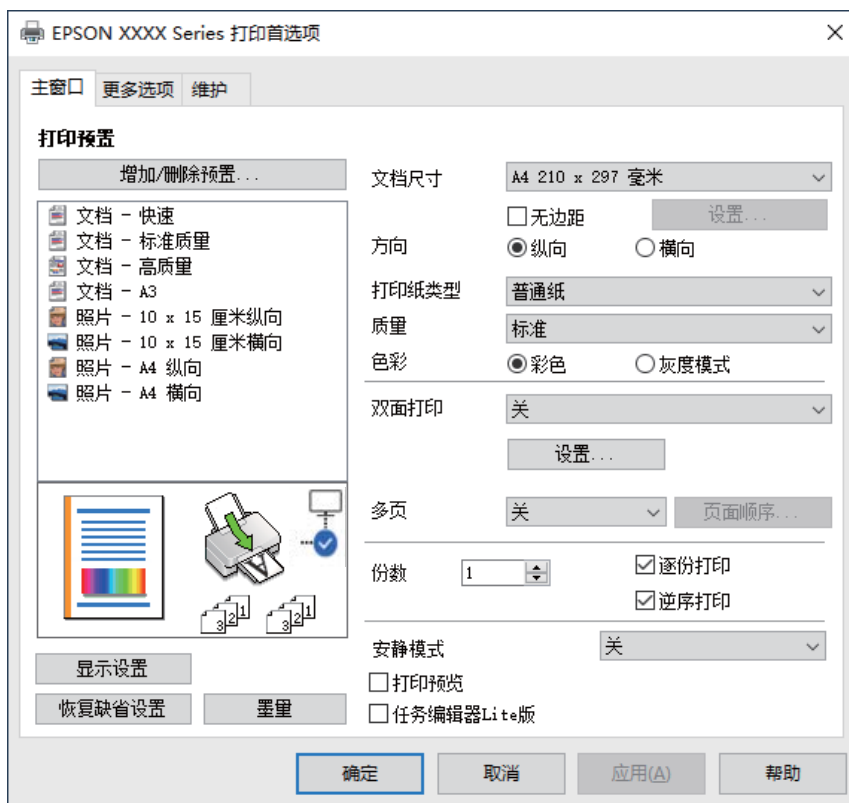 EPSON XXXX Series 打印首选项
主窗口 更多选项 维护
打印预置
增加/删除预置...
文档 - 快速
文档 - 标准质量
文档 - 高质量
文档 - A3
照片 - 10 x 15 厘米纵向
照片 - 10 x 15 厘米横向
照片 - A4 纵向
照片 - A4 横向
3 2 1
3 2 1
显示设置
恢复缺省设置 墨量
文档尺寸 A4 210 x 297 毫米
无边距 设置...
方向 纵向 横向
打印纸类型 普通纸
质量 标准
色彩 彩色 灰度模式
双面打印 关
设置...
多页 关 页面顺序...
份数 1 逐份打印
逆序打印
安静模式 关
打印预览
任务编辑器Lite版
确定 取消 应用(A) 帮助